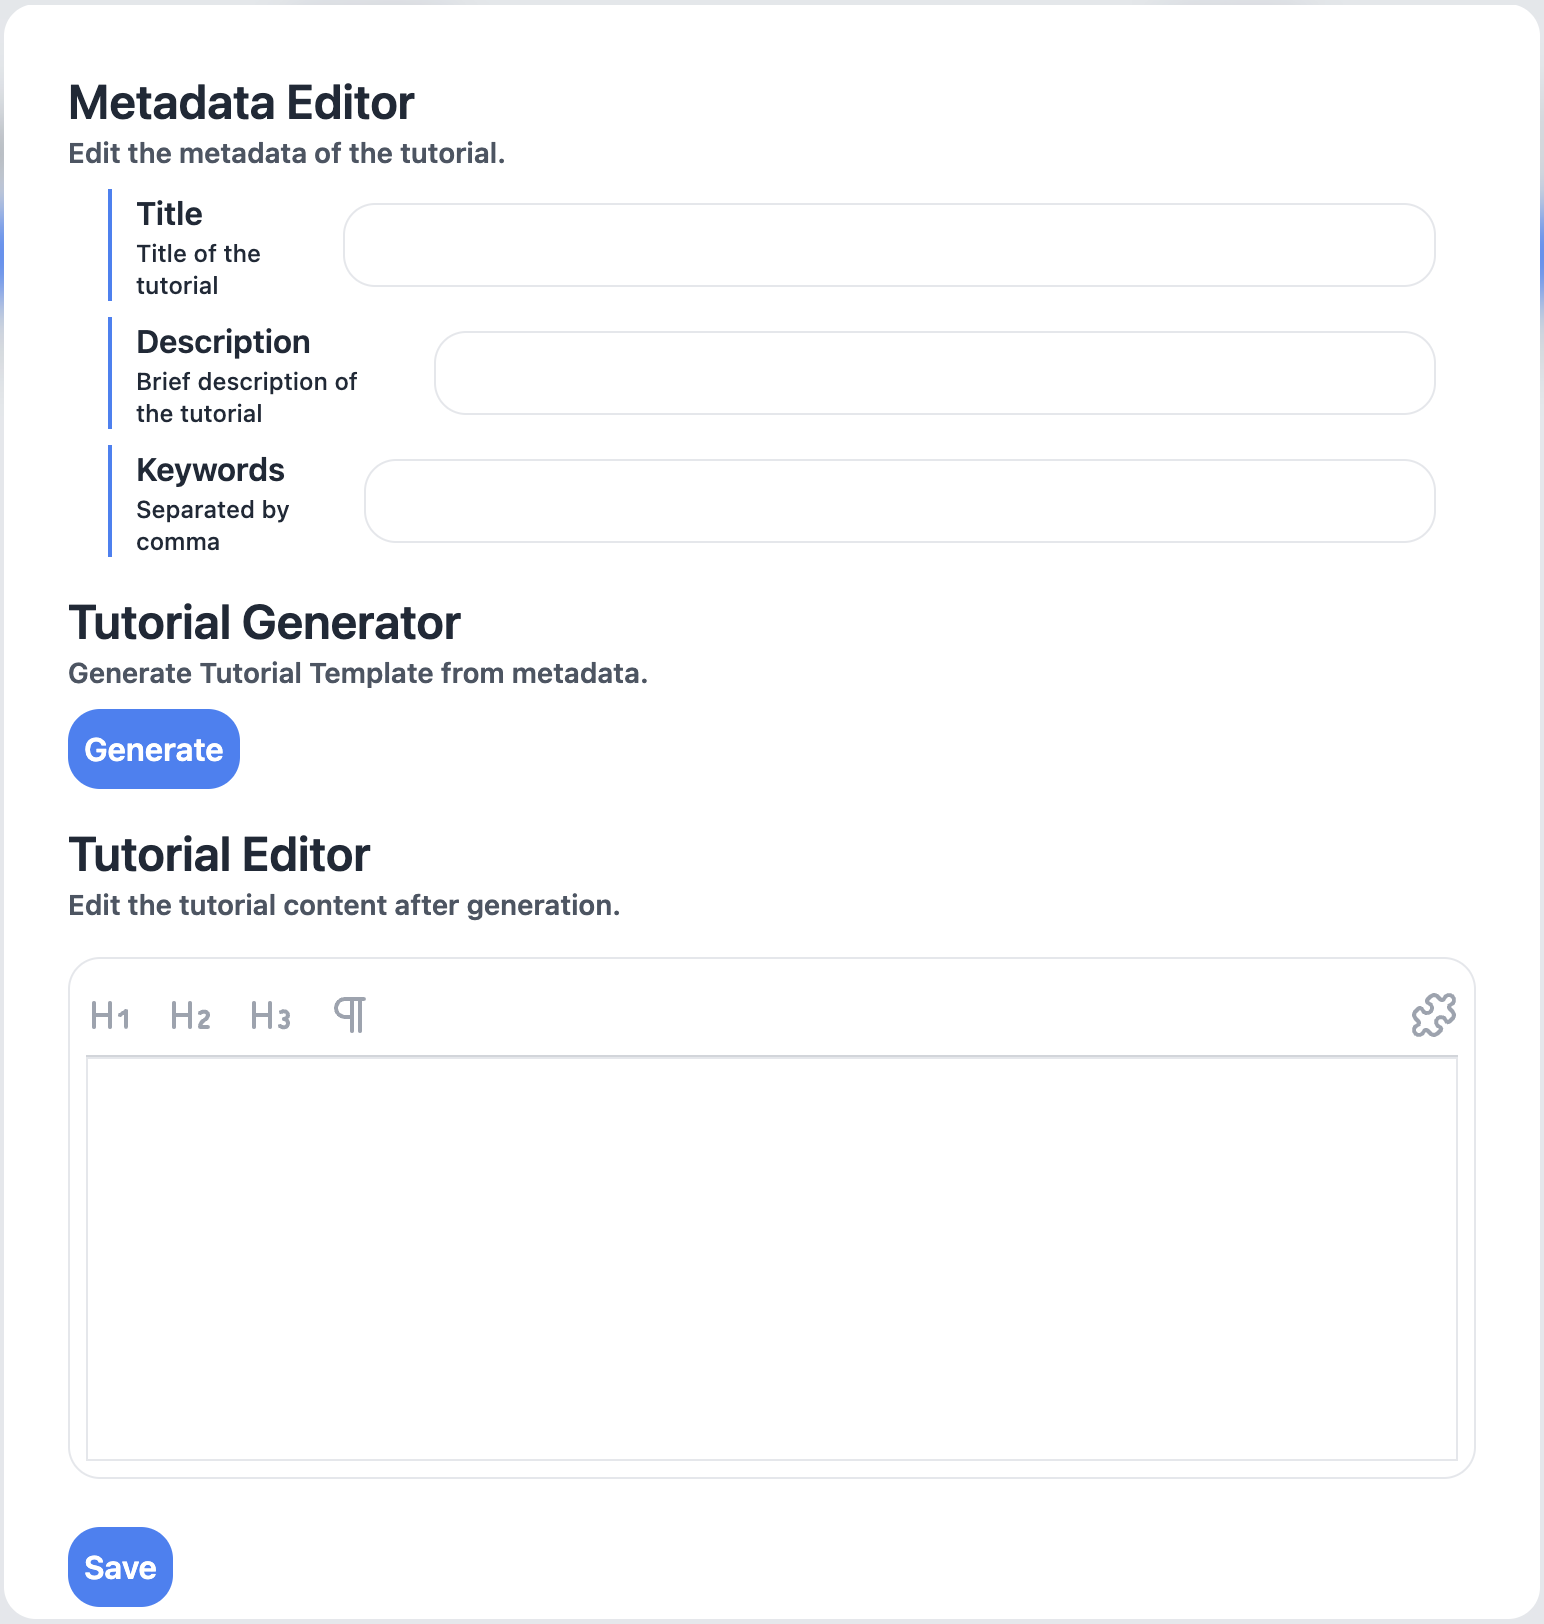 Metadata Editor
Edit the metadata of the tutorial.
Title
Title of the
tutorial
Description
Brief description of
the tutorial
Keywords
Separated by
comma
Tutorial Generator
Generate Tutorial Template from metadata.
Generate
Tutorial Editor
Edit the tutorial content after generation.
H1 H2 H3 ¶
Save